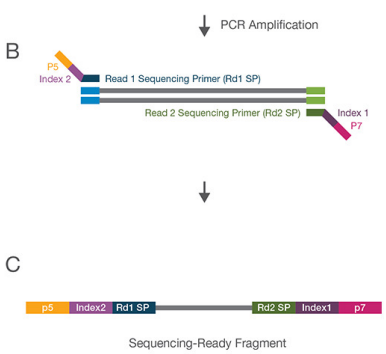 PCR Amplification
B
P5
Index 2
Read 1 Sequencing Primer (Rd1 SP)
Read 2 Sequencing Primer (Rd2 SP)
Index 1
P7
C
p5 Index2 Rd1 SP Rd2 SP Index1 p7
Sequencing-Ready Fragment